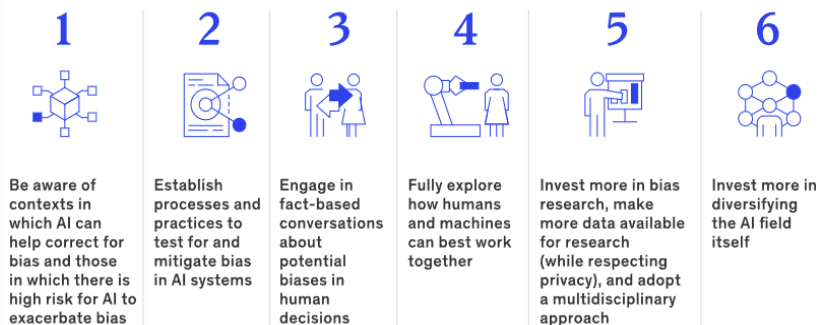 1
Be aware of
contexts in
which AI can
help correct for
bias and those
in which there is
high risk for AI to
exacerbate bias
2
Establish
processes and
practices to
test for and
mitigate bias
in AI systems
3
Engage in
fact-based
conversations
about
potential
biases in
human
decisions
4
Fully explore
how humans
and machines
can best work
together
5
Invest more in bias
research, make
more data available
for research
(while respecting
privacy), and adopt
a multidisciplinary
approach
6
Invest more in
diversifying
the AI field
itself